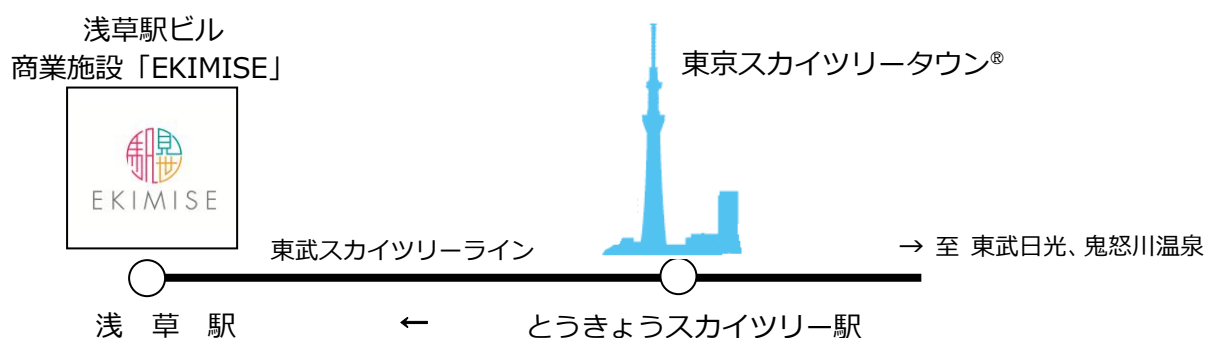 浅草駅ビル
商業施設「EKIMISE」
駅見世
EKIMISE
東京スカイツリータウン®
東武スカイツリーライン
→ 至 東武日光、鬼怒川温泉
浅 草 駅
←
とうきょうスカイツリー駅